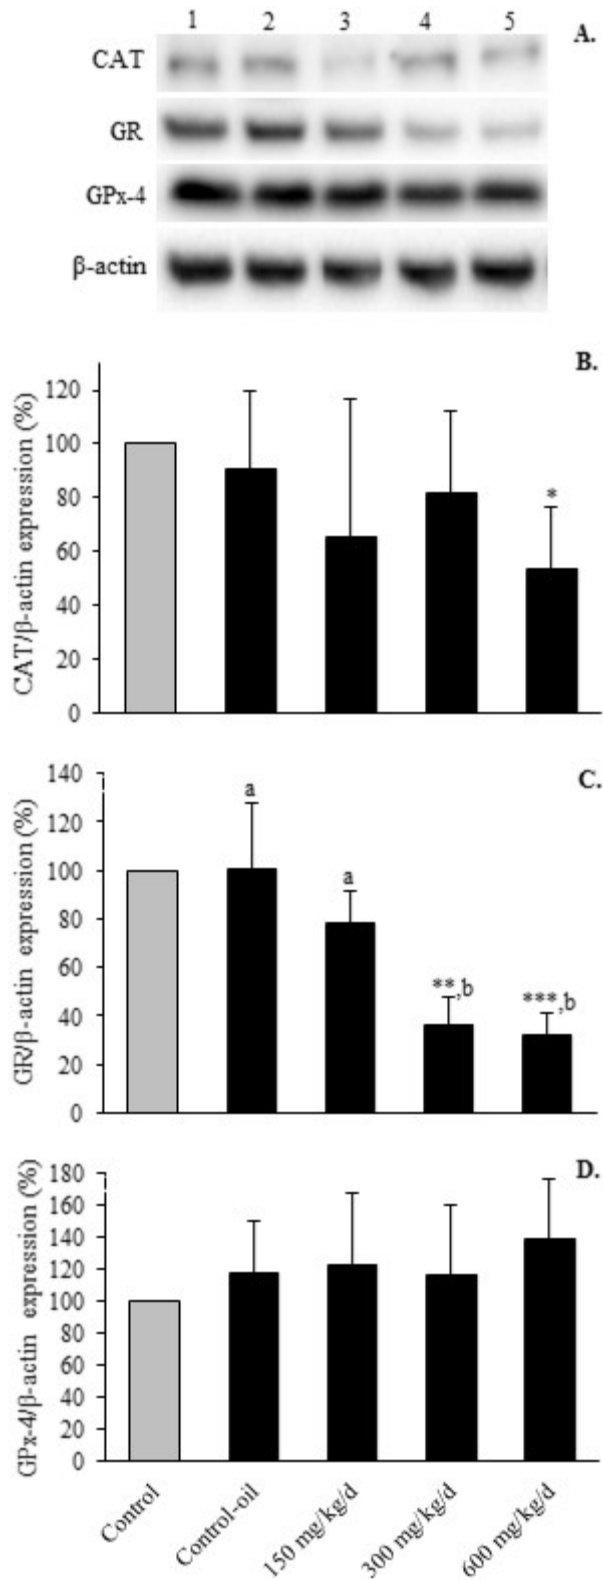 1 2 3 4 5
A.
CAT
GR
GPx-4
β-actin
B.
CAT/β-actin expression (%)
120
100
80
60
40
20
0
*
C.
GR/β-actin expression (%)
140
120
100
80
60
40
20
0
a
a
**,b
***,b
D.
GPx-4/β-actin expression (%)
180
160
140
120
100
80
60
40
20
0
Control
Control-oil
150 mg/kg/d
300 mg/kg/d
600 mg/kg/d